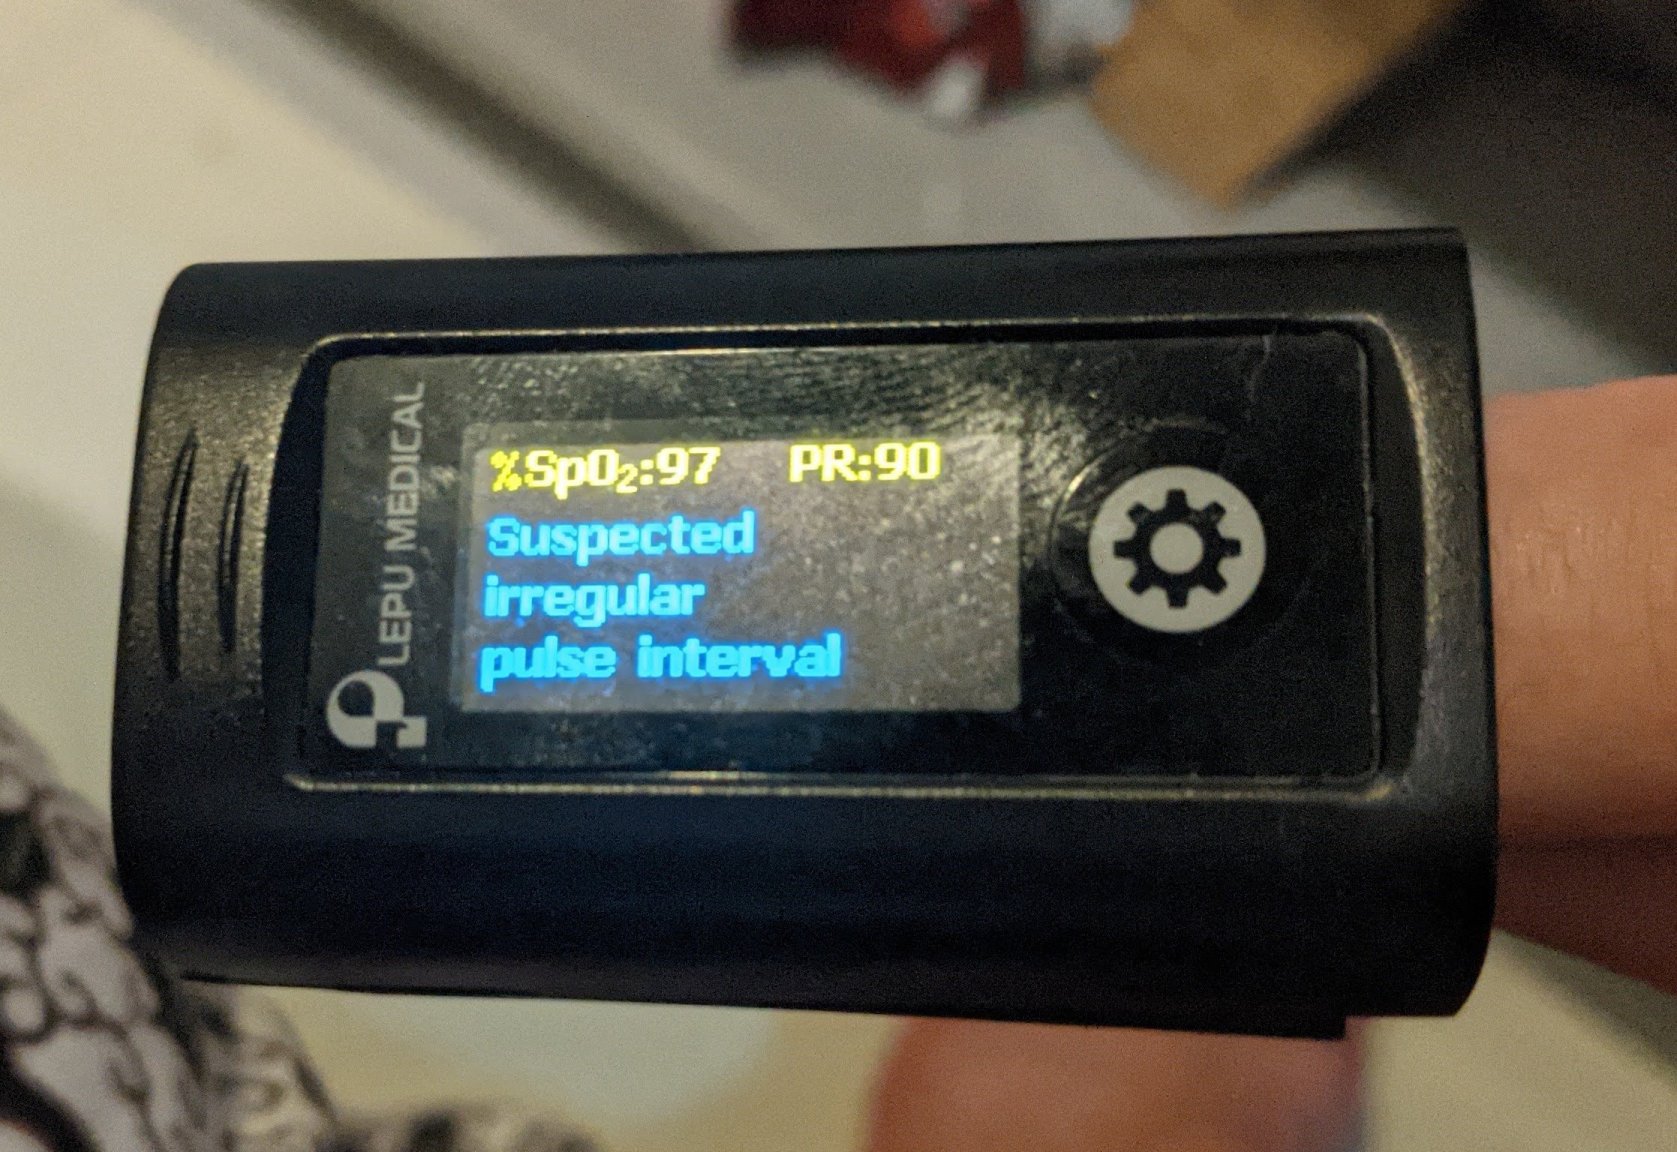 LEPU MEDICAL
%SpO₂:97 PR:90
Suspected
irregular
pulse interval